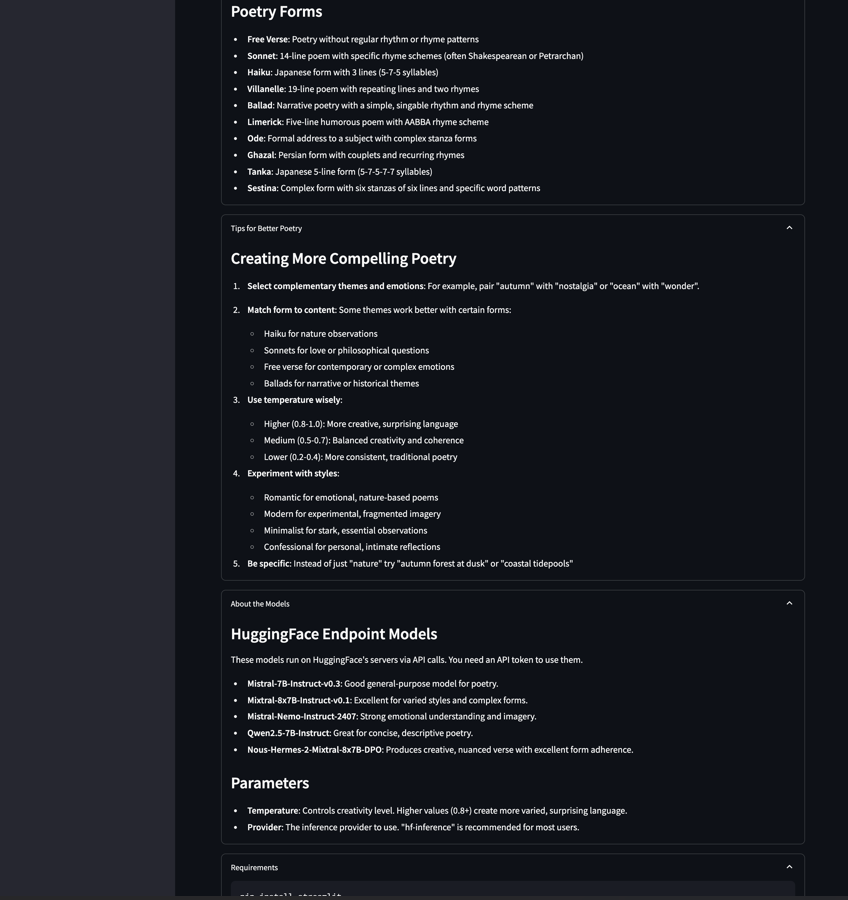 Poetry Forms
Free Verse: Poetry without regular rhythm or rhyme patterns
Sonnet: 14-line poem with specific rhyme schemes (often Shakespearean or Petrarchan)
Haiku: Japanese form with 3 lines (5-7-5 syllables)
Villanelle: 19-line poem with repeating lines and two rhymes
Ballad: Narrative poetry with a simple, singable rhythm and rhyme scheme
Limerick: Five-line humorous poem with AABBA rhyme scheme
Ode: Formal address to a subject with complex stanza forms
Ghazal: Persian form with couplets and recurring rhymes
Tanka: Japanese 5-line form (5-7-5-7-7 syllables)
Sestina: Complex form with six stanzas of six lines and specific word patterns
Tips for Better Poetry
Creating More Compelling Poetry
1. Select complementary themes and emotions: For example, pair "autumn" with "nostalgia" or "ocean" with "wonder".
2. Match form to content: Some themes work better with certain forms:
Haiku for nature observations
Sonnets for love or philosophical questions
Free verse for contemporary or complex emotions
Ballads for narrative or historical themes
3. Use temperature wisely:
Higher (0.8-1.0): More creative, surprising language
Medium (0.5-0.7): Balanced creativity and coherence
Lower (0.2-0.4): More consistent, traditional poetry
4. Experiment with styles:
Romantic for emotional, nature-based poems
Modern for experimental, fragmented imagery
Minimalist for stark, essential observations
Confessional for personal, intimate reflections
5. Be specific: Instead of just "nature" try "autumn forest at dusk" or "coastal tidepools"
About the Models
HuggingFace Endpoint Models
These models run on HuggingFace's servers via API calls. You need an API token to use them.
Mistral-7B-Instruct-v0.3: Good general-purpose model for poetry.
Mixtral-8x7B-Instruct-v0.1: Excellent for varied styles and complex forms.
Mistral-Nemo-Instruct-2407: Strong emotional understanding and imagery.
Qwen2.5-7B-Instruct: Great for concise, descriptive poetry.
Nous-Hermes-2-Mixtral-8x7B-DPO: Produces creative, nuanced verse with excellent form adherence.
Parameters
Temperature: Controls creativity level. Higher values (0.8+) create more varied, surprising language.
Provider: The inference provider to use. "hf-inference" is recommended for most users.
Requirements
pip install streamlit